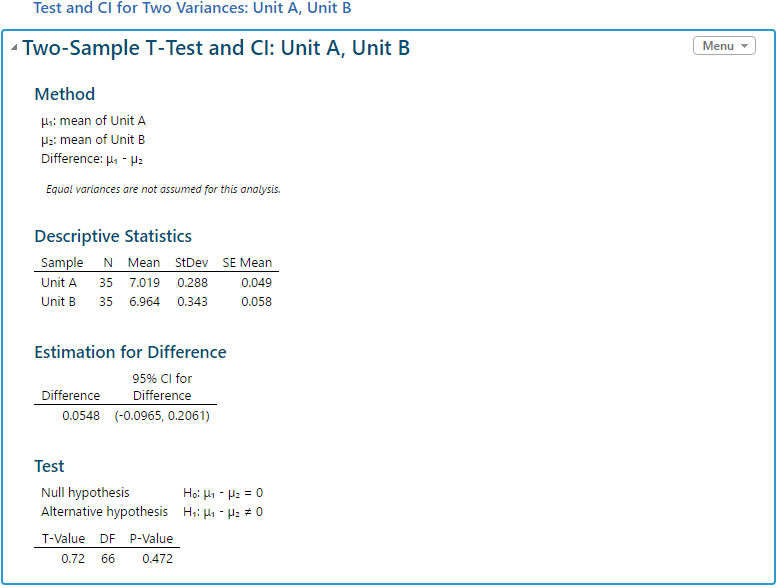 Test and CI for Two Variances: Unit A, Unit B
Two-Sample T-Test and CI: Unit A, Unit B
Menu
Method
µ₁: mean of Unit A
µ₂: mean of Unit B
Difference: µ₁ - µ₂
Equal variances are not assumed for this analysis.
Descriptive Statistics
Sample N Mean StDev SE Mean
Unit A 35 7.019 0.288 0.049
Unit B 35 6.964 0.343 0.058
Estimation for Difference
95% CI for
Difference Difference
0.0548 (-0.0965, 0.2061)
Test
Null hypothesis H₀: µ₁ - µ₂ = 0
Alternative hypothesis H₁: µ₁ - µ₂ ≠ 0
T-Value DF P-Value
0.72 66 0.472